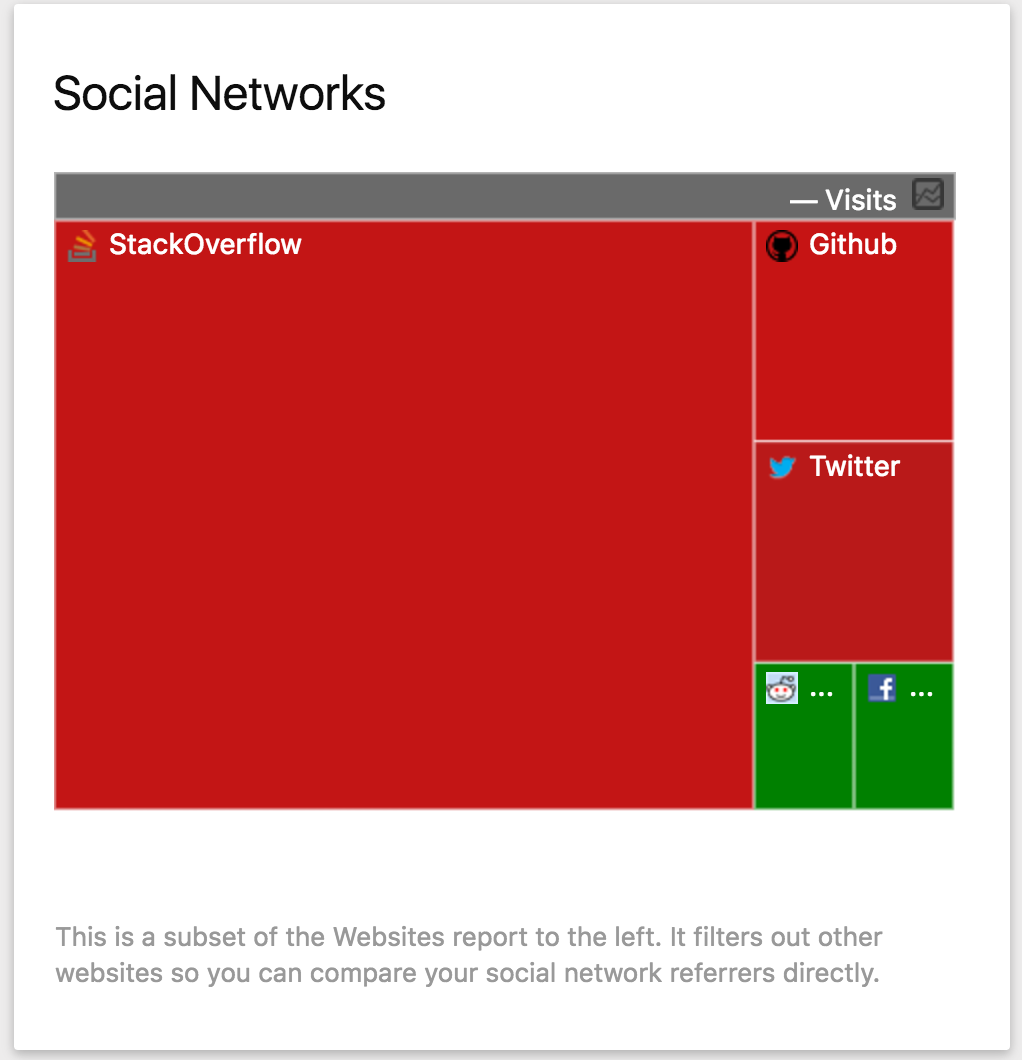 Social Networks
— Visits
StackOverflow
Github
Twitter
...
f ...
This is a subset of the Websites report to the left. It filters out other
websites so you can compare your social network referrers directly.